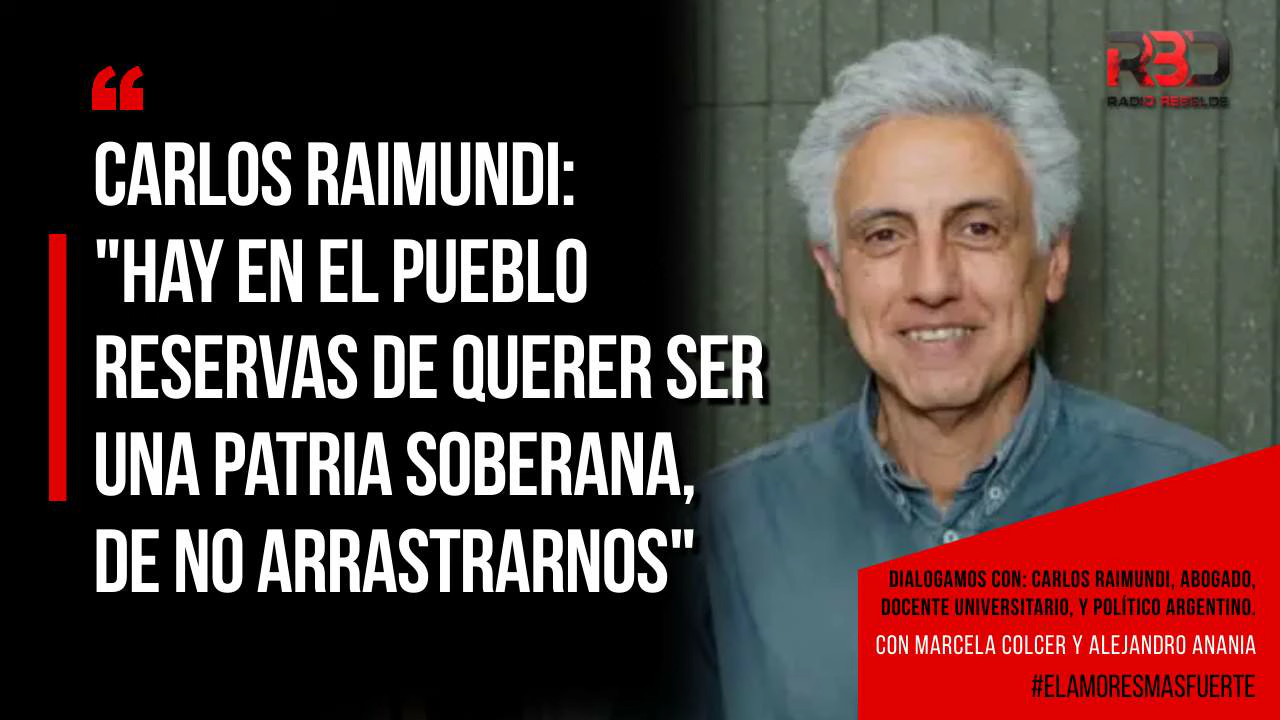 RBD
RADIO REBELDE
“
CARLOS RAIMUNDI:
"HAY EN EL PUEBLO
RESERVAS DE QUERER SER
UNA PATRIA SOBERANA,
DE NO ARRASTRARNOS"
DIALOGAMOS CON: CARLOS RAIMUNDI, ABOGADO,
DOCENTE UNIVERSITARIO, Y POLÍTICO ARGENTINO.
CON MARCELA COLCER Y ALEJANDRO ANANIA
#ELAMORESMASFUERTE